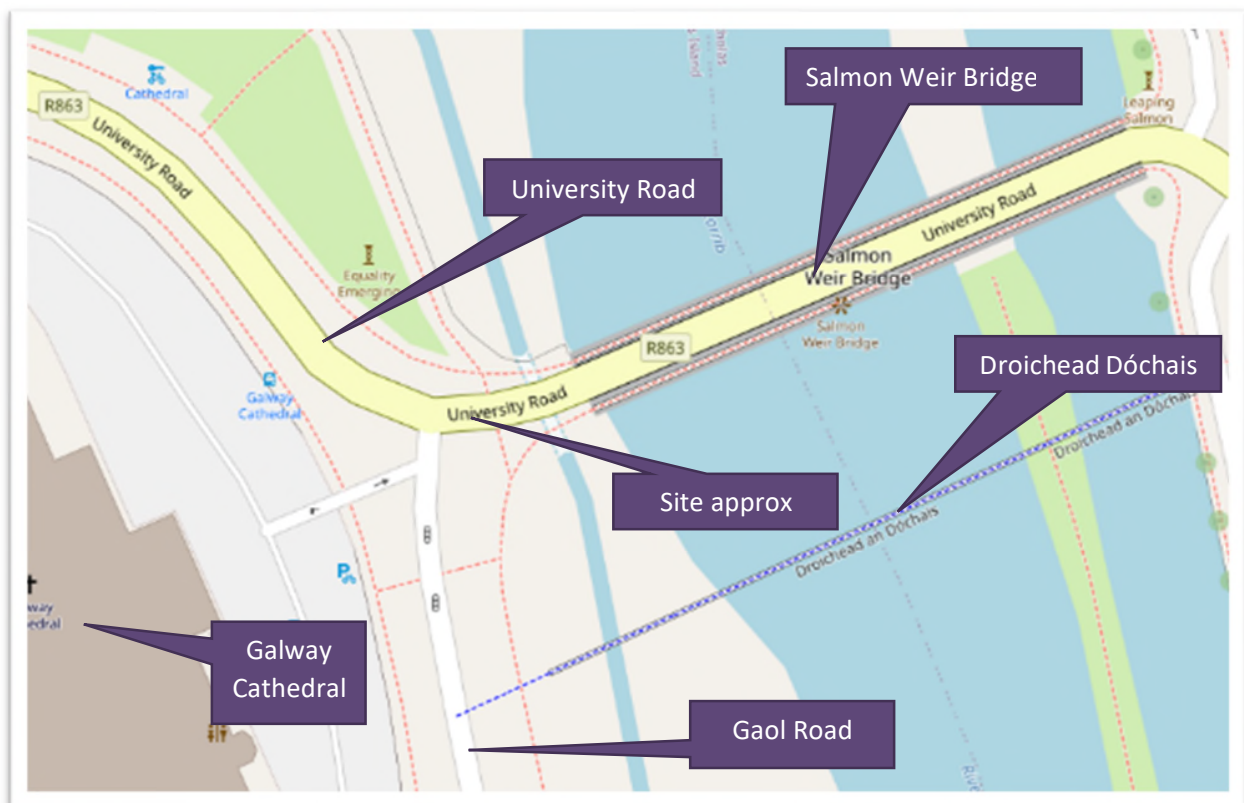 Salmon Weir Bridge
Cathedral
R863
University Road
Leaping
Salmon
University Road
University Road
Equality
Emerging
Salmon
Weir Bridge
Salmon
Weir Bridge
R863
Droichead Dóchais
Galway
Cathedral
University Road
Droichead an Dóchais
Site approx
Droichead an Dóchais
P
Galway
Cathedral
Gaol Road